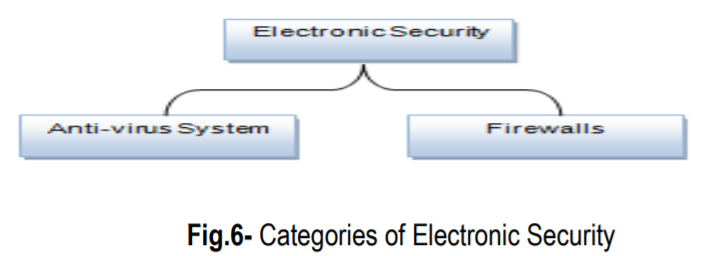 Electronic Security
Anti-virus System
Firewalls
Fig.6- Categories of Electronic Security